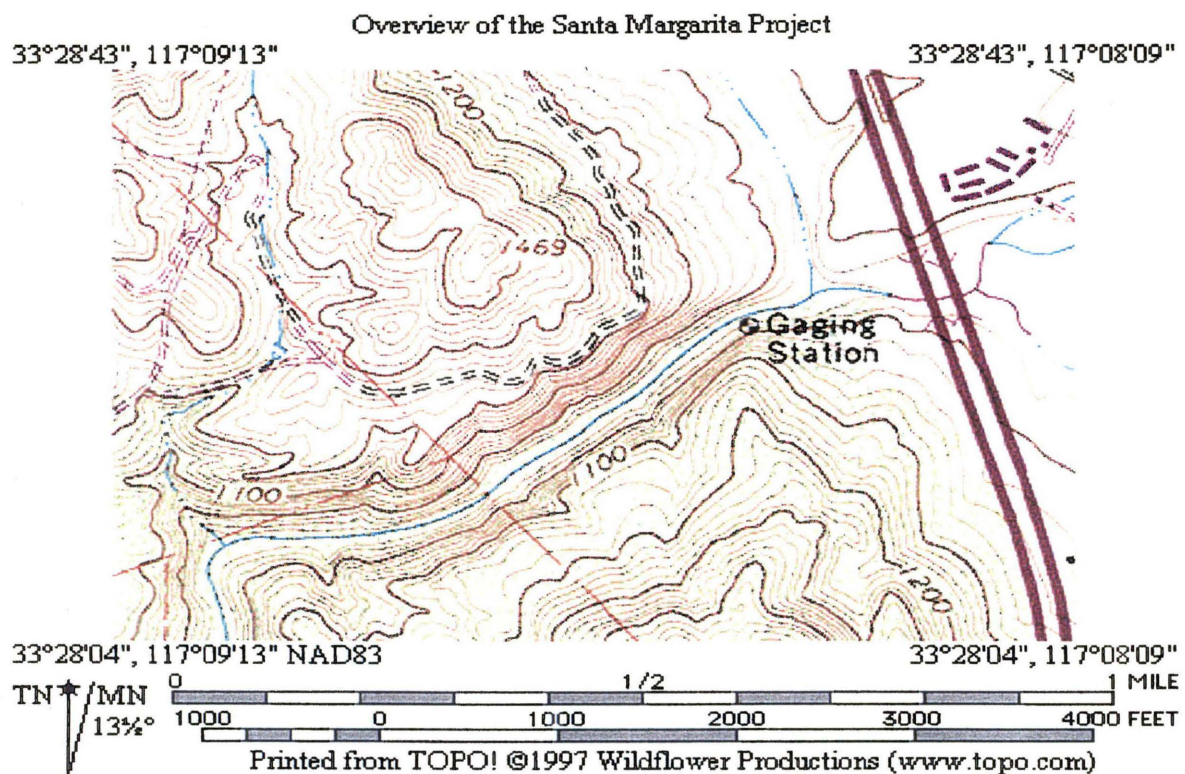 Overview of the Santa Margarita Project
33°28'43", 117°09'13" 33°28'43", 117°08'09"
1200
1469
Gaging
Station
1100
1100
1200
33°28'04", 117°09'13" NAD83 33°28'04", 117°08'09"
TN MN
13½°
0 1/2 1 MILE
1000 0 1000 2000 3000 4000 FEET
Printed from TOPO! ©1997 Wildflower Productions (www.topo.com)